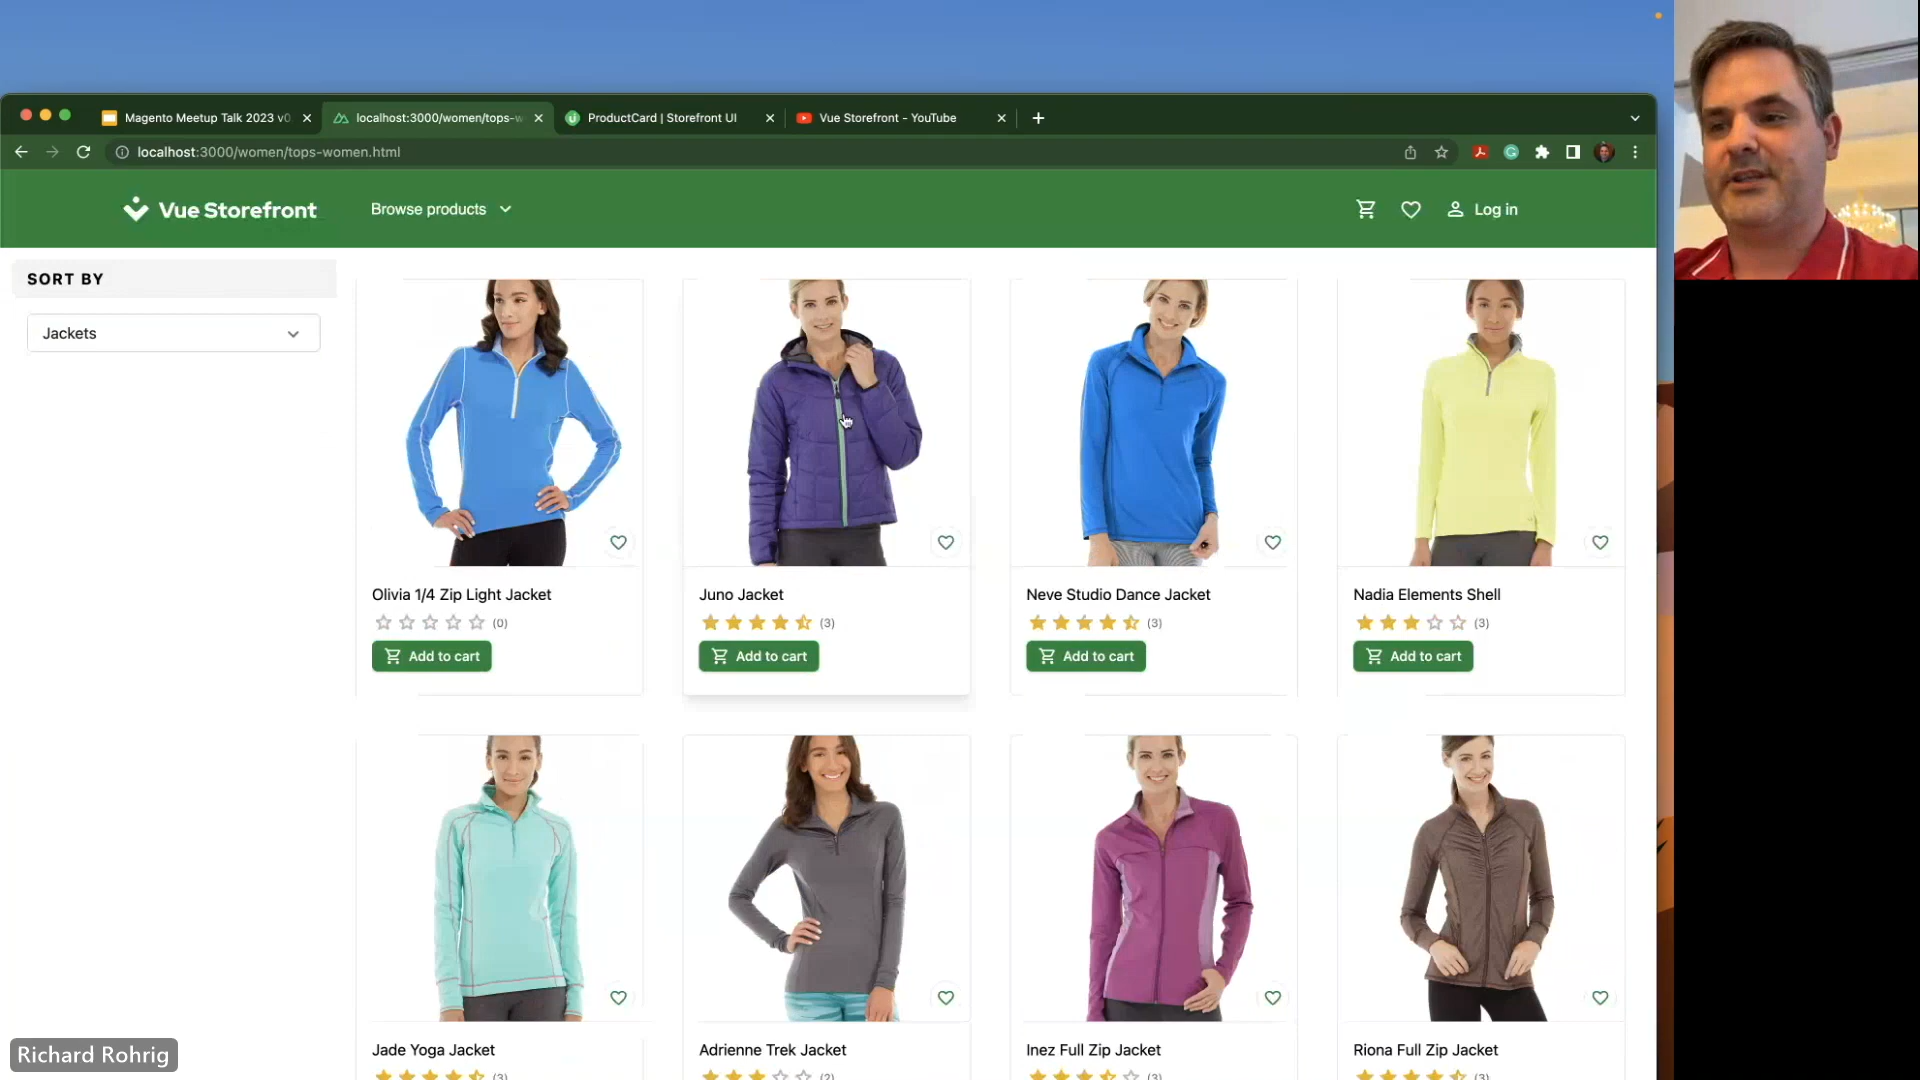 Magento Meetup Talk 2023 v0
localhost:3000/women/tops-w
ProductCard | Storefront UI
Vue Storefront - YouTube
localhost:3000/women/tops-women.html
Vue Storefront
Browse products
Log in
SORT BY
Jackets
Olivia 1/4 Zip Light Jacket
(0)
Add to cart
Juno Jacket
(3)
Add to cart
Neve Studio Dance Jacket
(3)
Add to cart
Nadia Elements Shell
(3)
Add to cart
Jade Yoga Jacket
(3)
Adrienne Trek Jacket
(2)
Inez Full Zip Jacket
(3)
Riona Full Zip Jacket
(3)
Richard Rohrig